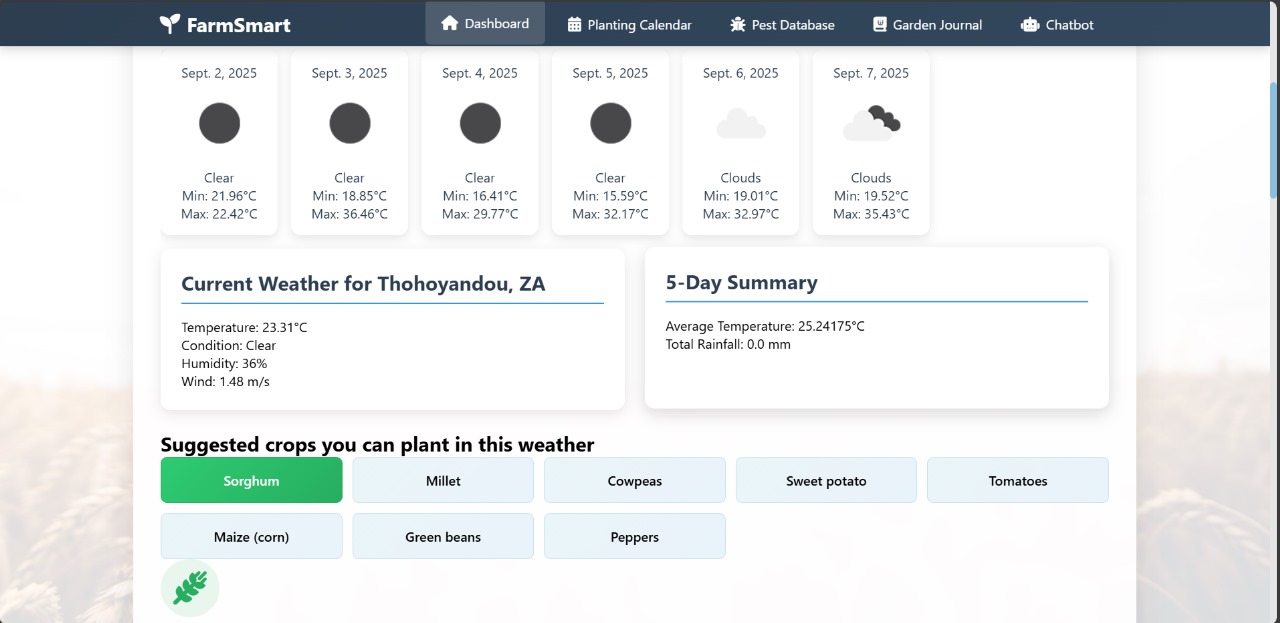 FarmSmart
Dashboard
Planting Calendar
Pest Database
Garden Journal
Chatbot
Sept. 2, 2025
Clear
Min: 21.96°C
Max: 22.42°C
Sept. 3, 2025
Clear
Min: 18.85°C
Max: 36.46°C
Sept. 4, 2025
Clear
Min: 16.41°C
Max: 29.77°C
Sept. 5, 2025
Clear
Min: 15.59°C
Max: 32.17°C
Sept. 6, 2025
Clouds
Min: 19.01°C
Max: 32.97°C
Sept. 7, 2025
Clouds
Min: 19.52°C
Max: 35.43°C
Current Weather for Thohoyandou, ZA
Temperature: 23.31°C
Condition: Clear
Humidity: 36%
Wind: 1.48 m/s
5-Day Summary
Average Temperature: 25.24175°C
Total Rainfall: 0.0 mm
Suggested crops you can plant in this weather
Sorghum
Millet
Cowpeas
Sweet potato
Tomatoes
Maize (corn)
Green beans
Peppers